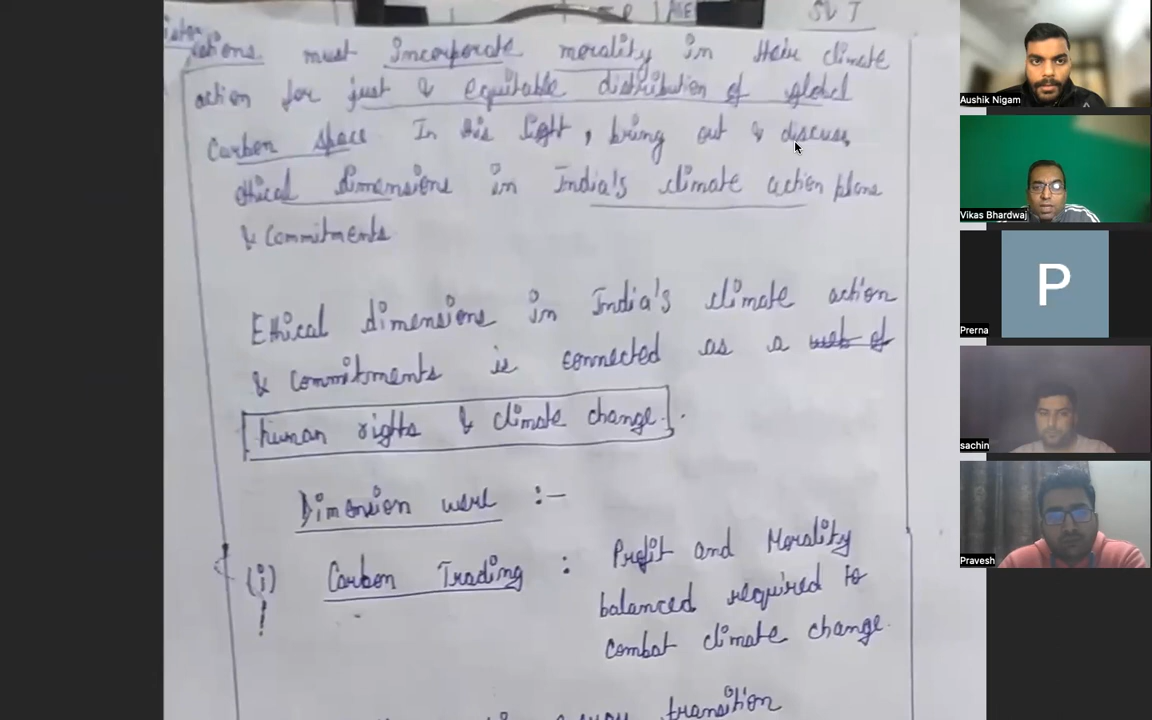 SV J
Nations must incorporate morality in their climate
action for just & equitable distribution of global
Carbon space In this light, bring out & discuss
ethical dimensions in India's climate action plans
& Commitments
Ethical dimensions in India's climate action
& Commitments is connected as a web of
human rights & climate change.
Dimension were :-
(i) Carbon Trading : Profit and Morality
balanced required to
combat climate change.
transition
Aushik Nigam
Vikas Bhardwaj
P
Prerna
sachin
Pravesh